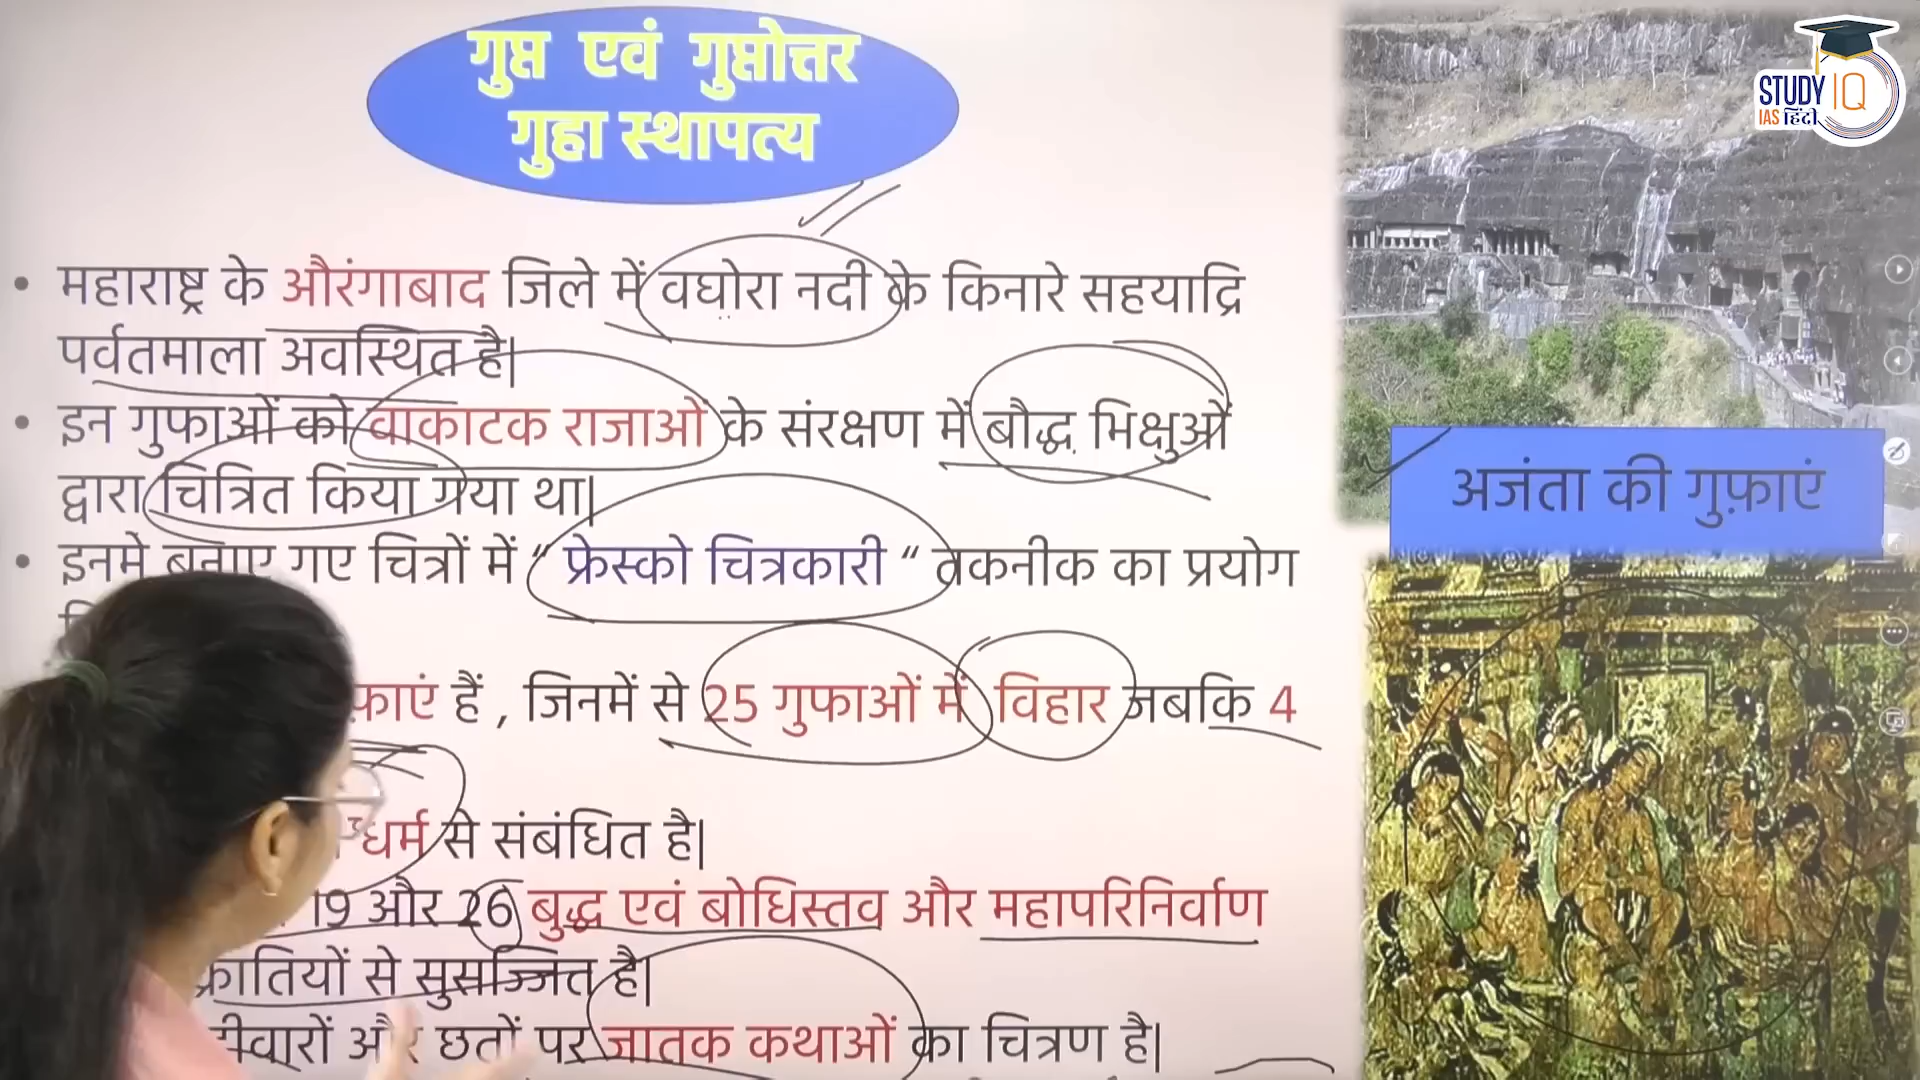 गुप्त एवं गुप्तोत्तर
गुहा स्थापत्य
STUDY IQ
IAS हिंदी
• महाराष्ट्र के औरंगाबाद जिले में वघोरा नदी के किनारे सहयाद्रि
पर्वतमाला अवस्थित है|
• इन गुफाओं को वाकाटक राजाओं के संरक्षण में बौद्ध भिक्षुओं
द्वारा चित्रित किया गया था|
• इनमे बनाए गए चित्रों में “ फ्रेस्को चित्रकारी “ तकनीक का प्रयोग
हैं , जिनमें से 25 गुफाओं में विहार जबकि 4
धर्म से संबंधित है|
19 और 26 बुद्ध एवं बोधिस्तव और महापरिनिर्वाण
से सुसज्जित है|
और छतों पर जातक कथाओं का चित्रण है|
अजंता की गुफ़ाएं